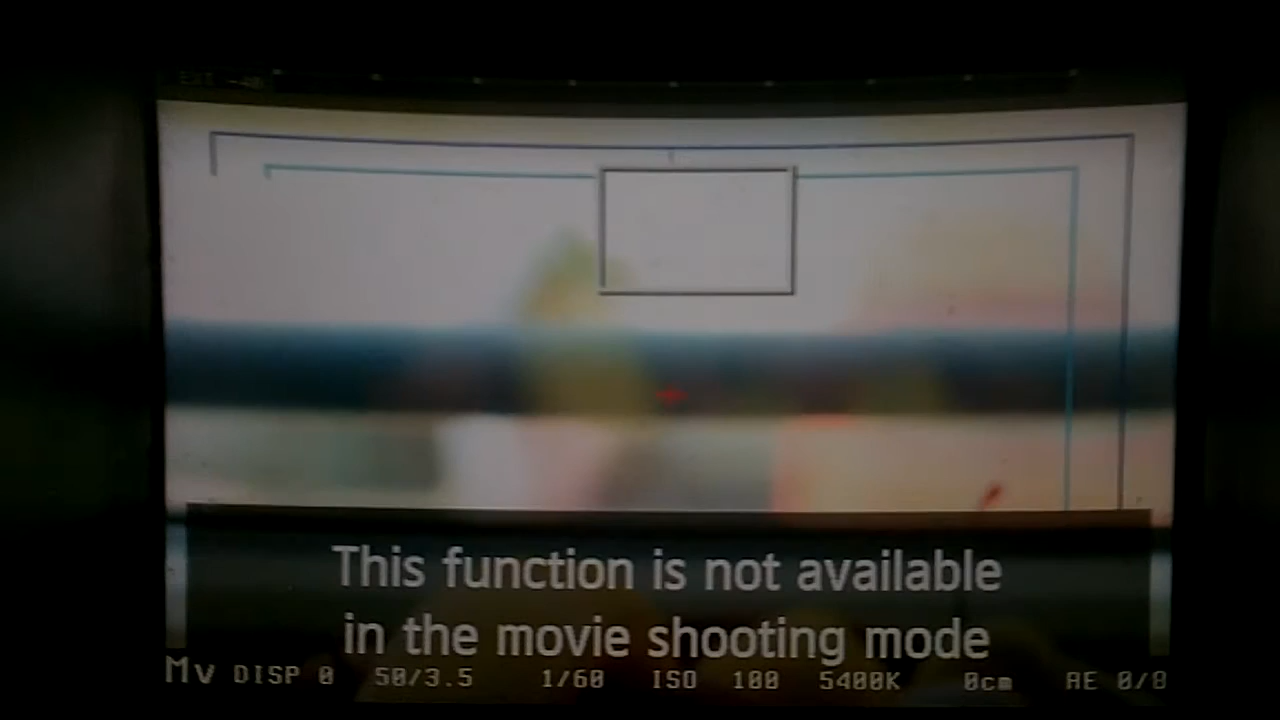 This function is not available
in the movie shooting mode
Mv DISP 0 50/3.5 1/60 ISO 100 5400K 0cm AE 0/8